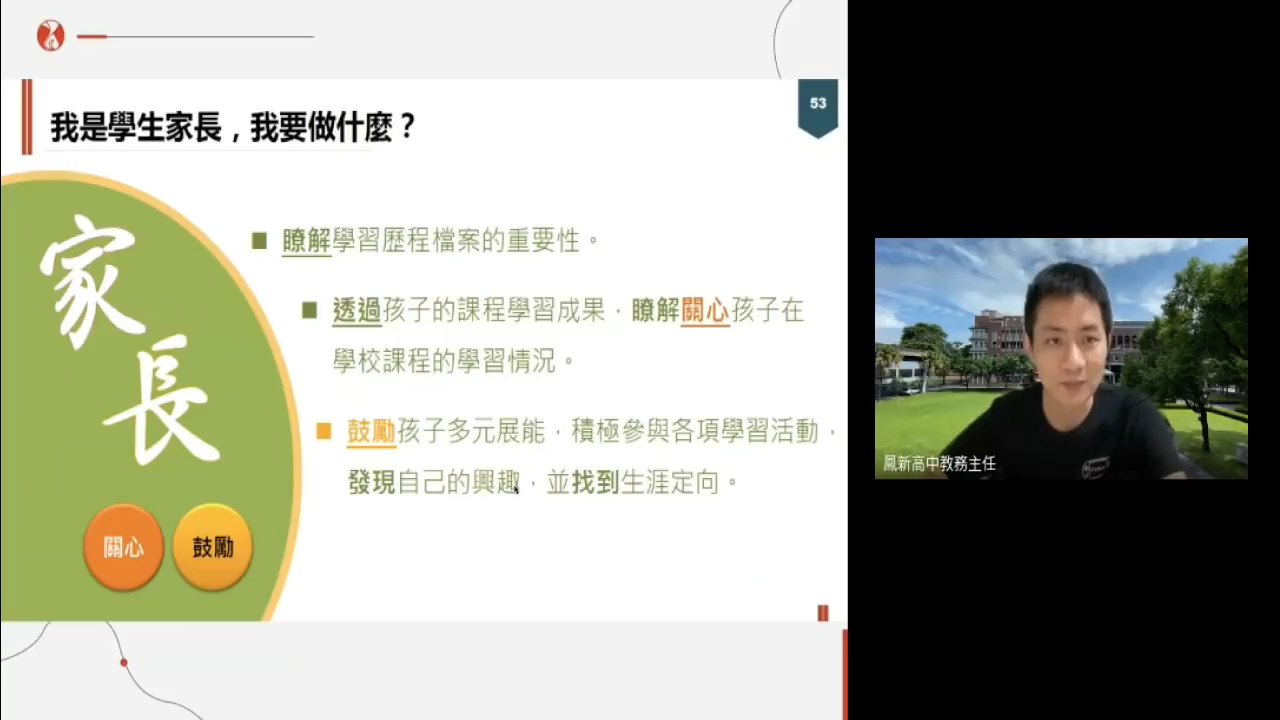 我是學生家長，我要做什麼？
53
家長
瞭解學習歷程檔案的重要性。
透過孩子的課程學習成果，瞭解關心孩子在
學校課程的學習情況。
鼓勵孩子多元展能，積極參與各項學習活動，
發現自己的興趣，並找到生涯定向。
關心
鼓勵
鳳新高中教務主任